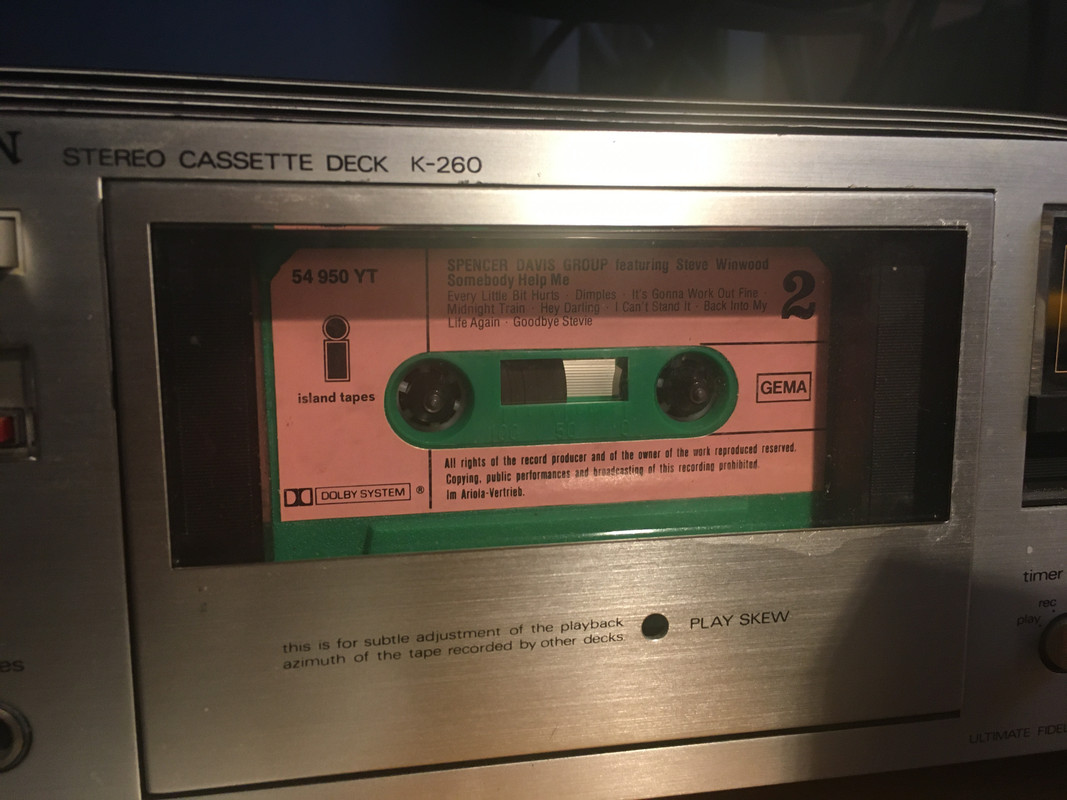 N STEREO CASSETTE DECK K-260
54 950 YT
SPENCER DAVIS GROUP featuring Steve Winwood
Somebody Help Me
Every Little Bit Hurts · Dimples · It's Gonna Work Out Fine ·
Midnight Train · Hey Darling · I Can't Stand It · Back Into My
Life Again · Goodbye Stevie
2
island tapes
GEMA
All rights of the record producer and of the owner of the work reproduced reserved.
Copying, public performances and broadcasting of this recording prohibited.
Im Ariola-Vertrieb.
DOLBY SYSTEM ®
this is for subtle adjustment of the playback
azimuth of the tape recorded by other decks.
PLAY SKEW
timer
rec
play
es
ULTIMATE FIDE